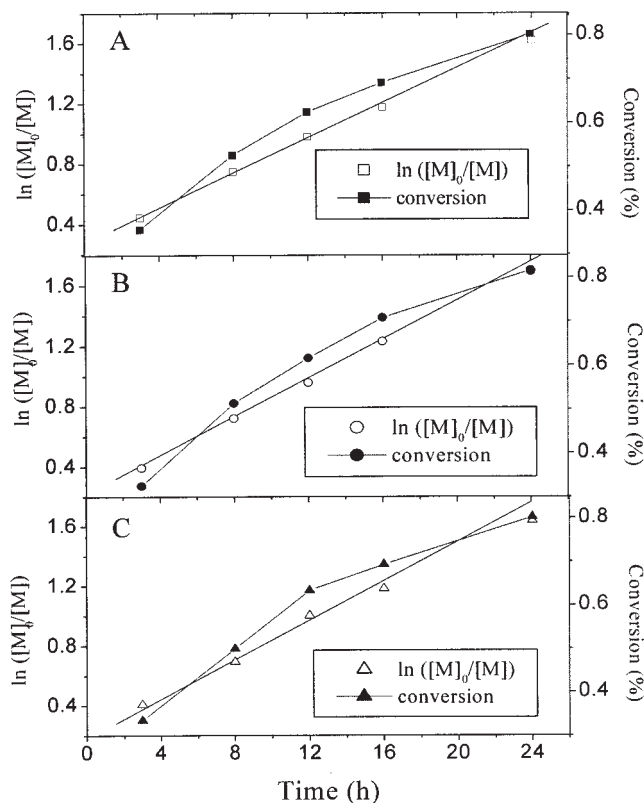 A
1.6
1.2
0.8
0.4
ln ([M]₀/[M])
0.8
0.6
0.4
Conversion (%)
ln ([M]₀/[M])
conversion
B
1.6
1.2
0.8
0.4
ln ([M]₀/[M])
0.8
0.6
0.4
Conversion (%)
ln ([M]₀/[M])
conversion
C
1.6
1.2
0.8
0.4
ln ([M]₀/[M])
0.8
0.6
0.4
Conversion (%)
ln ([M]₀/[M])
conversion
0 4 8 12 16 20 24
Time (h)